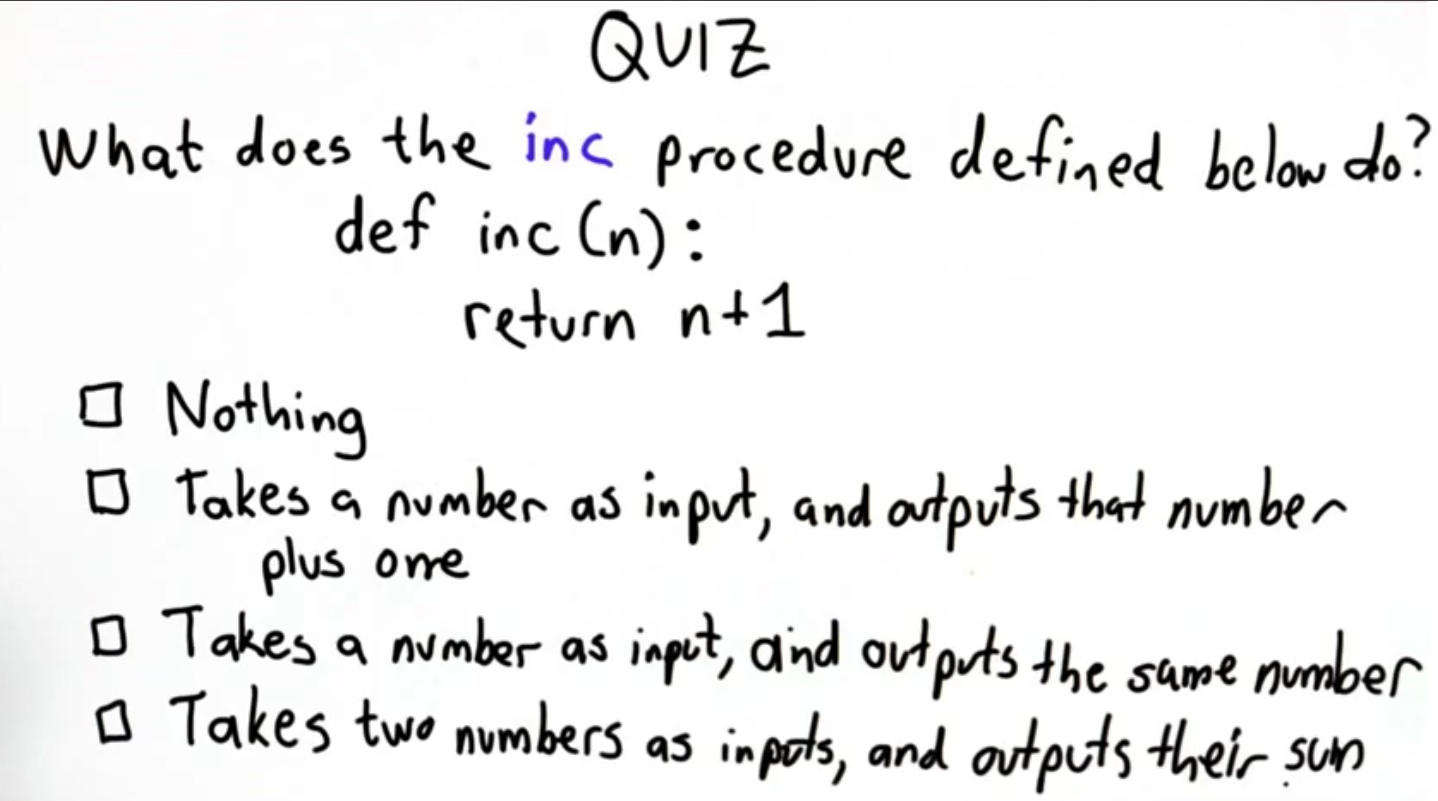 QUIZ
What does the inc procedure defined below do?
def inc (n):
return n+1
Nothing
Takes a number as input, and outputs that number
plus one
Takes a number as input, and outputs the same number
Takes two numbers as inputs, and outputs their sum